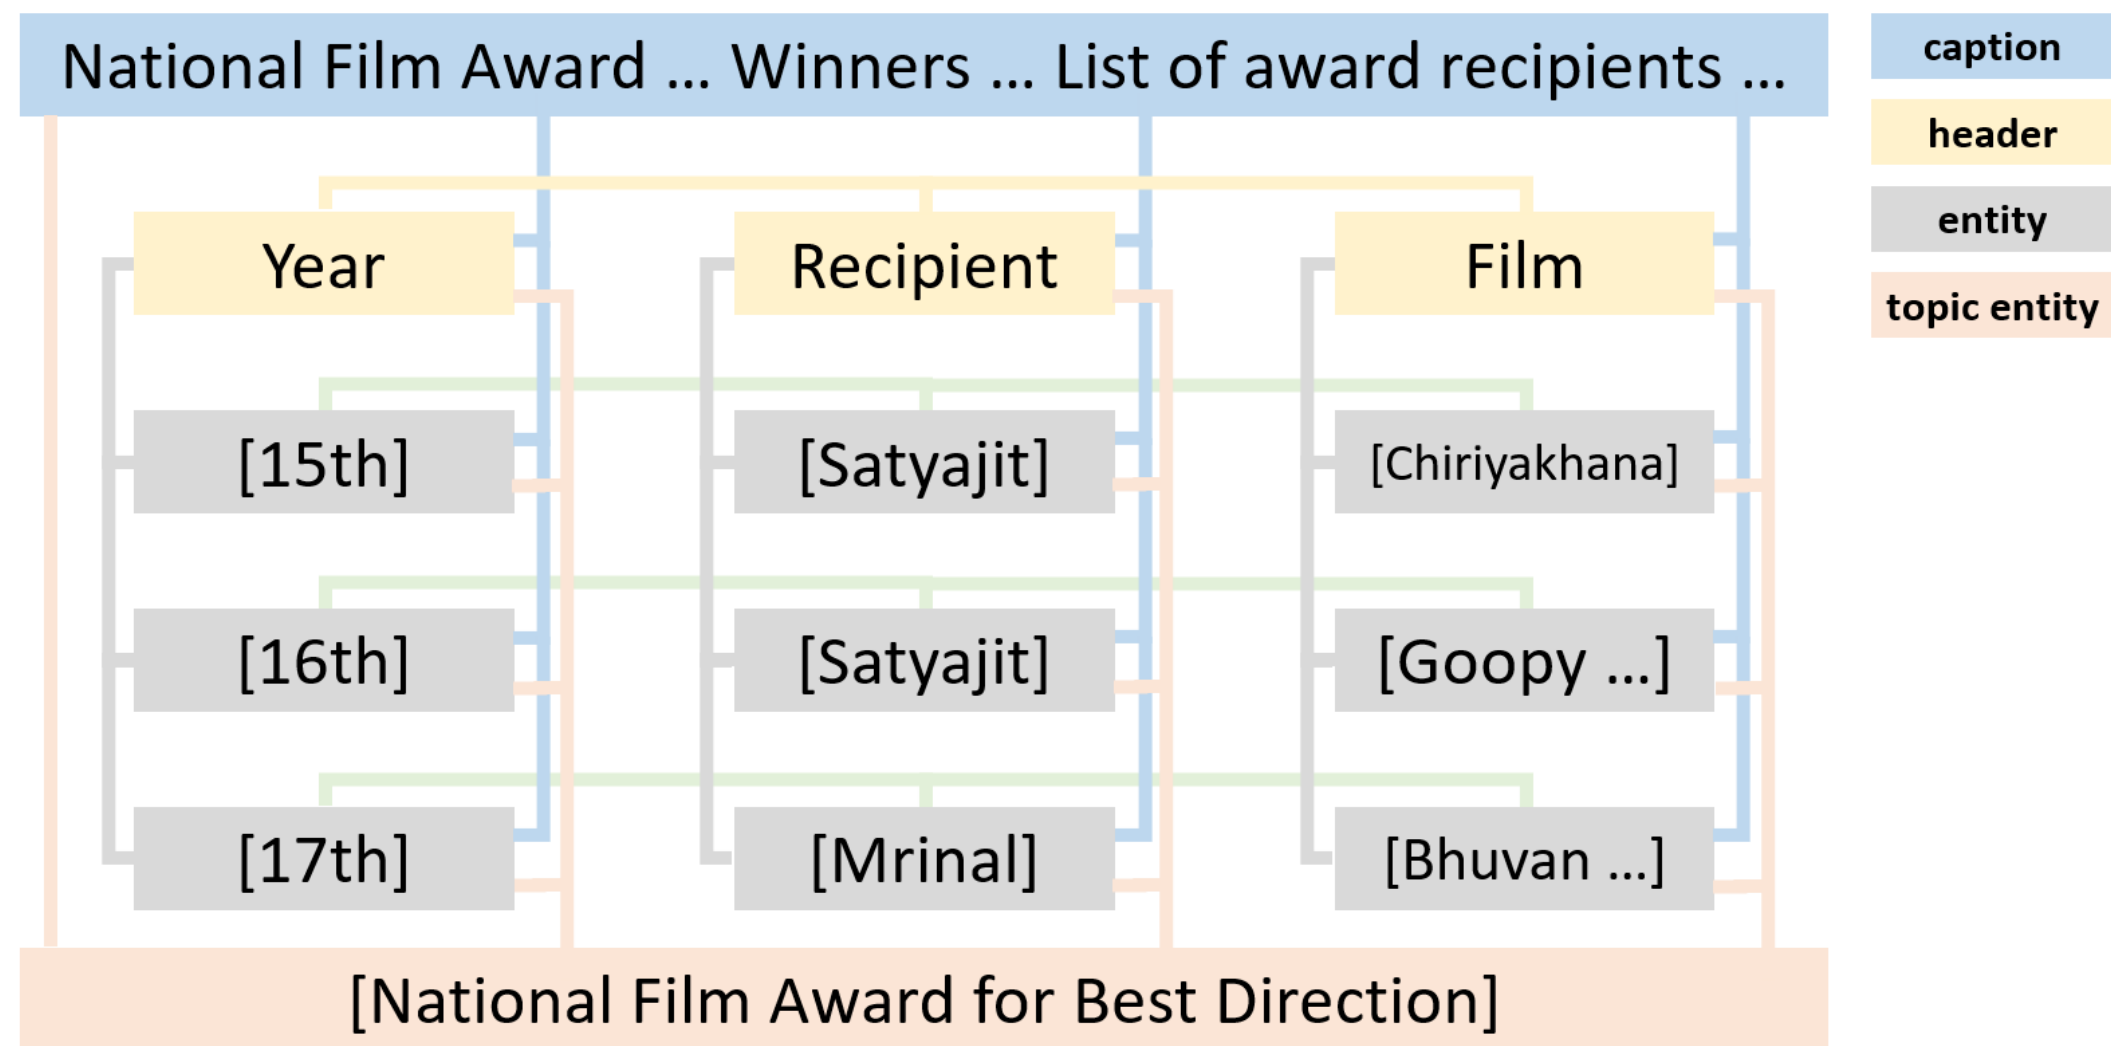 National Film Award ... Winners ... List of award recipients ...
caption
header
entity
topic entity
Year
Recipient
Film
[15th]
[Satyajit]
[Chiriyakhana]
[16th]
[Satyajit]
[Goopy ...]
[17th]
[Mrinal]
[Bhuvan ...]
[National Film Award for Best Direction]